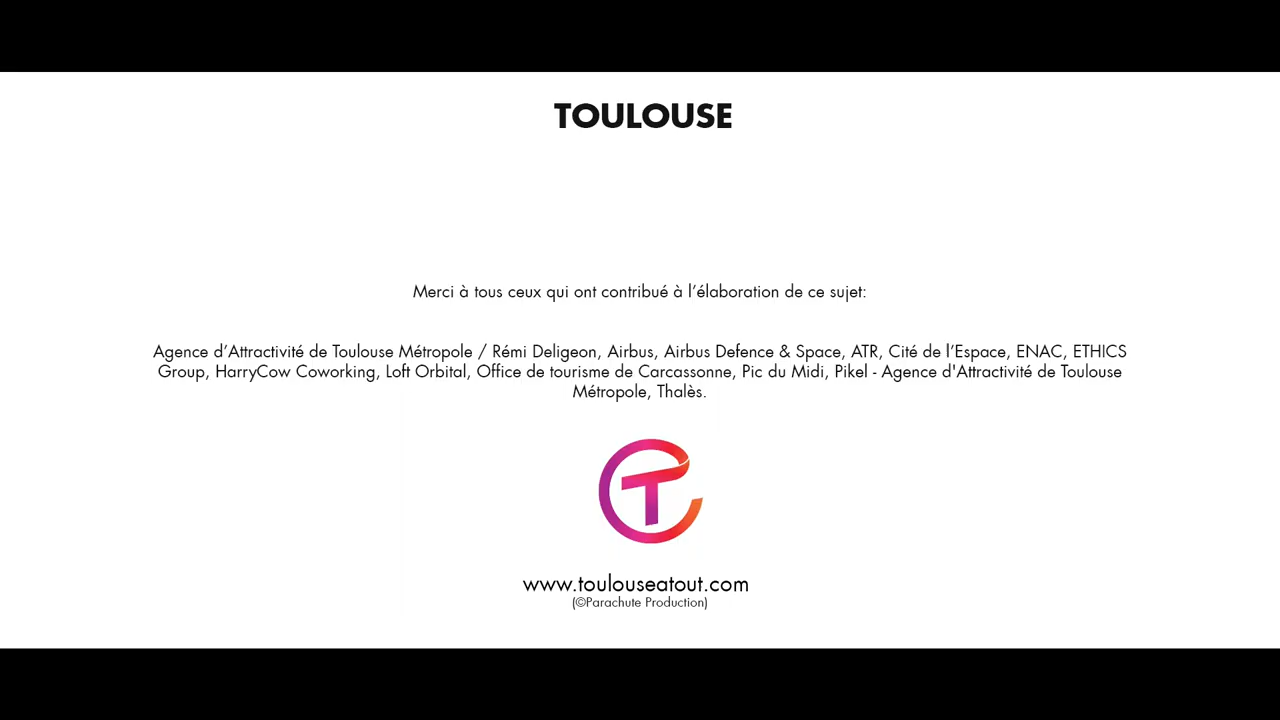 TOULOUSE
Merci à tous ceux qui ont contribué à l’élaboration de ce sujet:
Agence d’Attractivité de Toulouse Métropole / Rémi Deligeon, Airbus, Airbus Defence & Space, ATR, Cité de l’Espace, ENAC, ETHICS
Group, HarryCow Coworking, Loft Orbital, Office de tourisme de Carcassonne, Pic du Midi, Pikel - Agence d'Attractivité de Toulouse
Métropole, Thalès.
T
www.toulouseatout.com
(©Parachute Production)